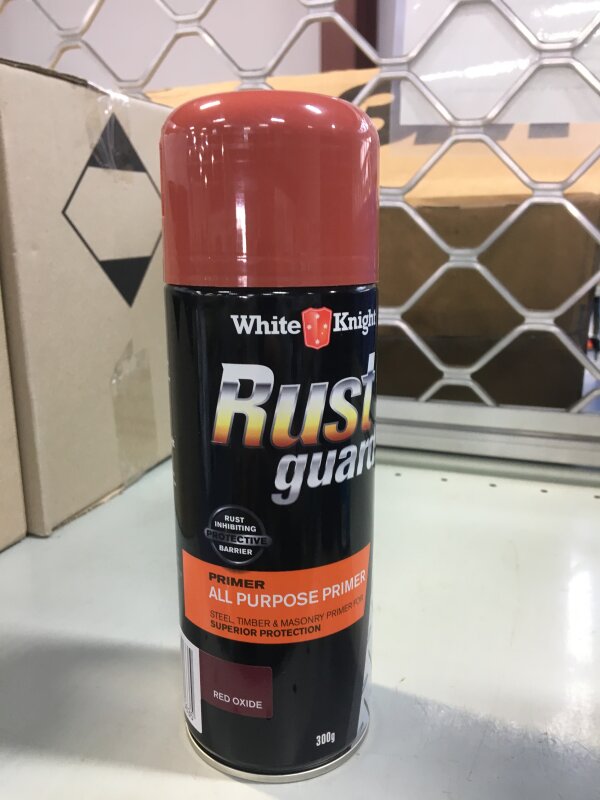 White Knight
Rust
guard
RUST
INHIBITING
PROTECTIVE
BARRIER
PRIMER
ALL PURPOSE PRIMER
STEEL, TIMBER & MASONRY PRIMER FOR
SUPERIOR PROTECTION
RED OXIDE
300g